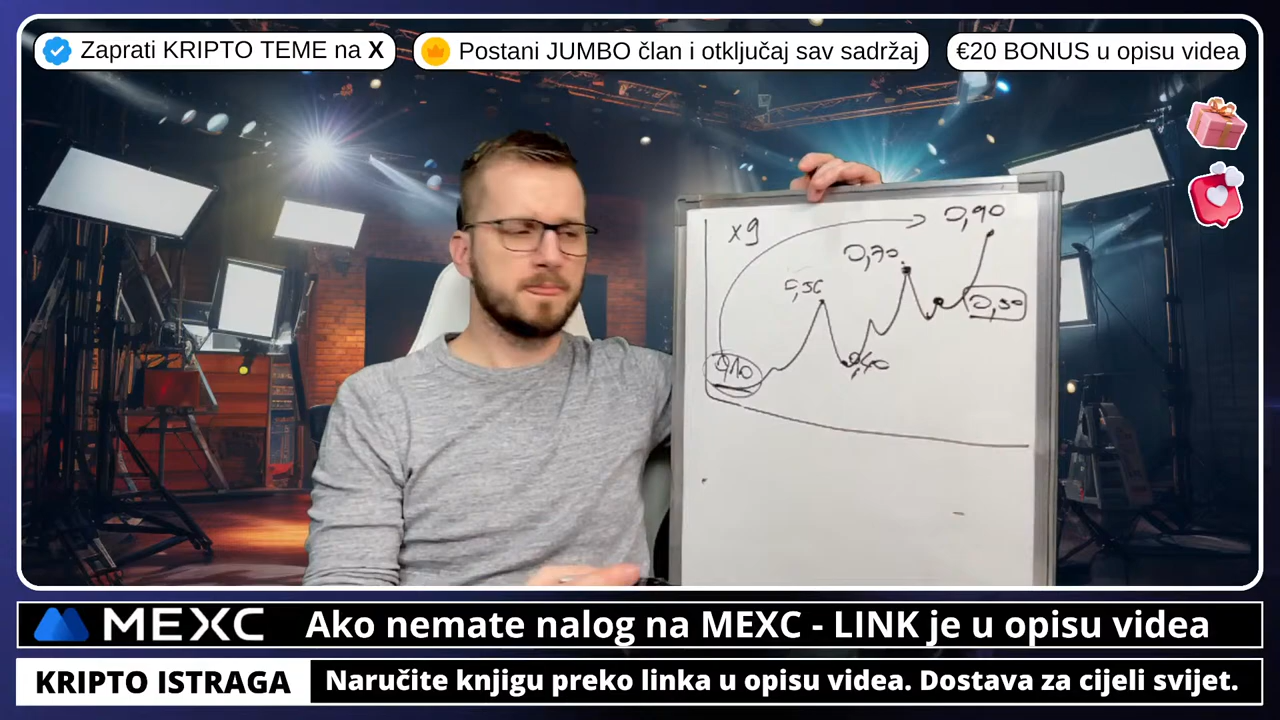 Zaprati KRIPTO TEME na X
Postani JUMBO član i otključaj sav sadržaj
€20 BONUS u opisu videa
x9
0,90
0,70
0,50
0,10
0,40
MEXC
Ako nemate nalog na MEXC - LINK je u opisu videa
KRIPTO ISTRAGA
Naručite knjigu preko linka u opisu videa. Dostava za cijeli svijet.